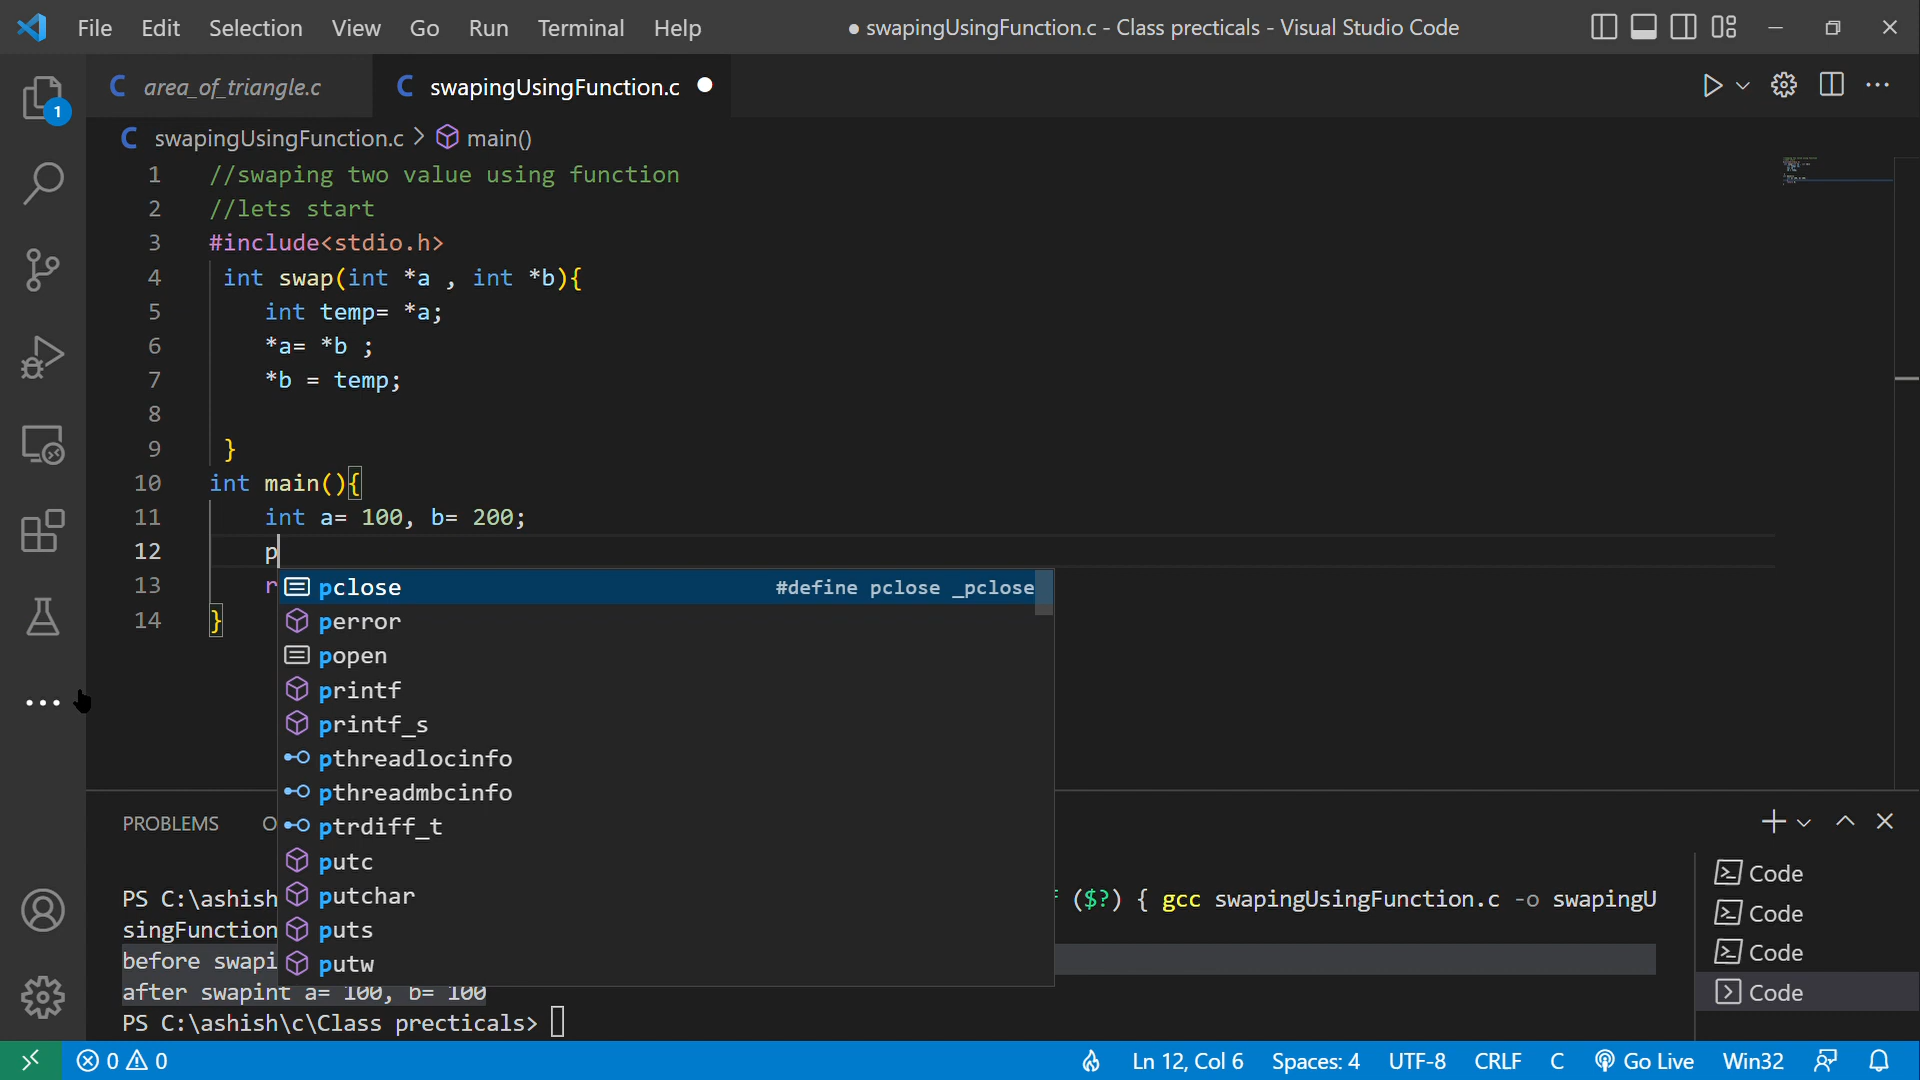 File Edit Selection View Go Run Terminal Help
● swapingUsingFunction.c - Class precticals - Visual Studio Code
area_of_triangle.c
swapingUsingFunction.c
swapingUsingFunction.c > main()
1 //swaping two value using function
2 //lets start
3 #include<stdio.h>
4 int swap(int *a , int *b){
5 int temp= *a;
6 *a= *b ;
7 *b = temp;
8
9 }
10 int main(){
11 int a= 100, b= 200;
12 p
13 r
14 }
pclose #define pclose _pclose
perror
popen
printf
printf_s
pthreadlocinfo
pthreadmbcinfo
ptrdiff_t
putc
putchar
puts
putw
1
PROBLEMS O
PS C:\ashish ($?) { gcc swapingUsingFunction.c -o swapingU
singFunction
before swapi
after swapint a= 100, b= 100
PS C:\ashish\c\Class precticals>
Code
Code
Code
Code
0 0
Ln 12, Col 6 Spaces: 4 UTF-8 CRLF C Go Live Win32